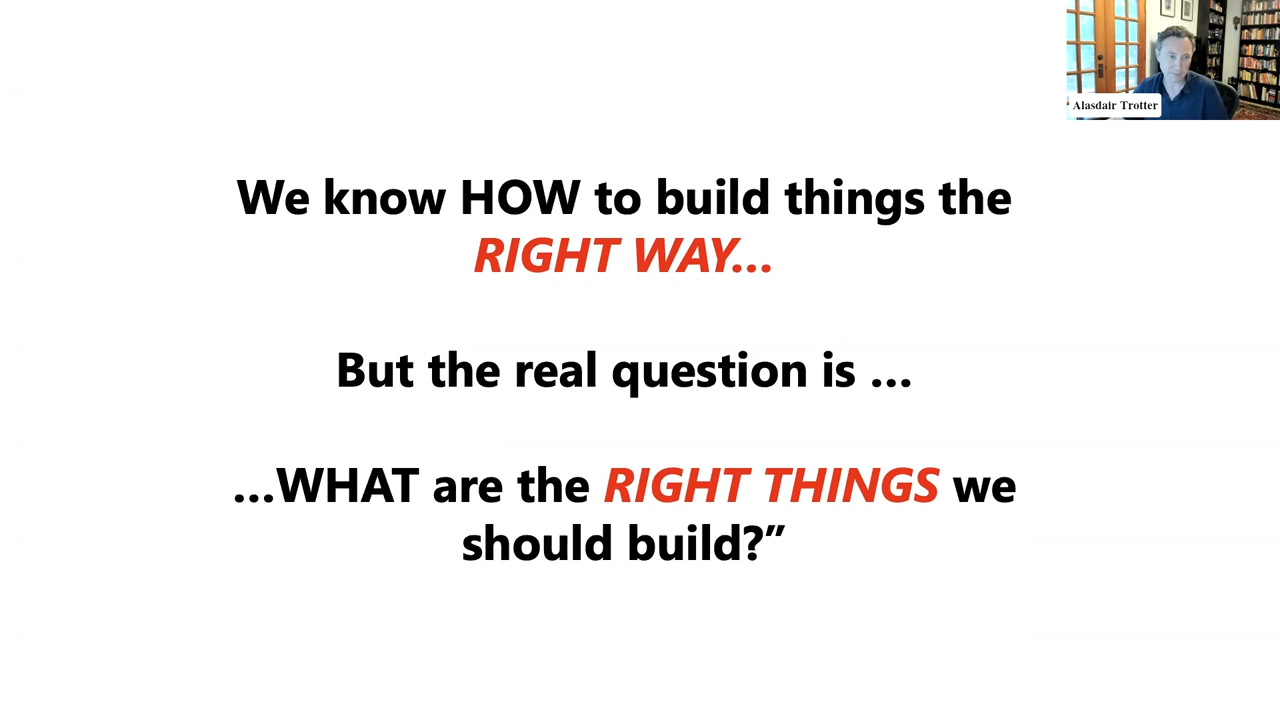 Alasdair Trotter
We know HOW to build things the
RIGHT WAY...
But the real question is ...
...WHAT are the RIGHT THINGS we
should build?”